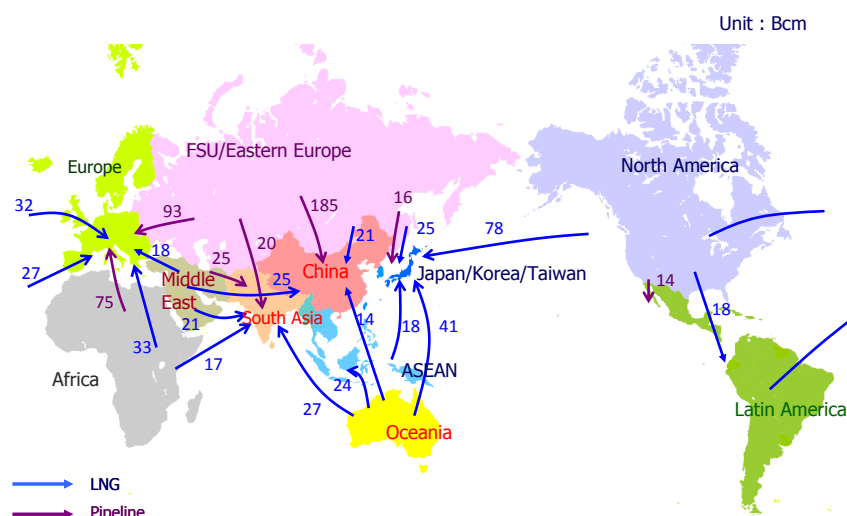 Unit : Bcm
FSU/Eastern Europe
Europe
North America
32
93
185
16
25
78
21
18
20
25
27
China
Japan/Korea/Taiwan
Middle
East
25
14
75
21
South Asia
14
18
41
18
33
17
Africa
24
ASEAN
27
Latin America
Oceania
LNG
Pipeline